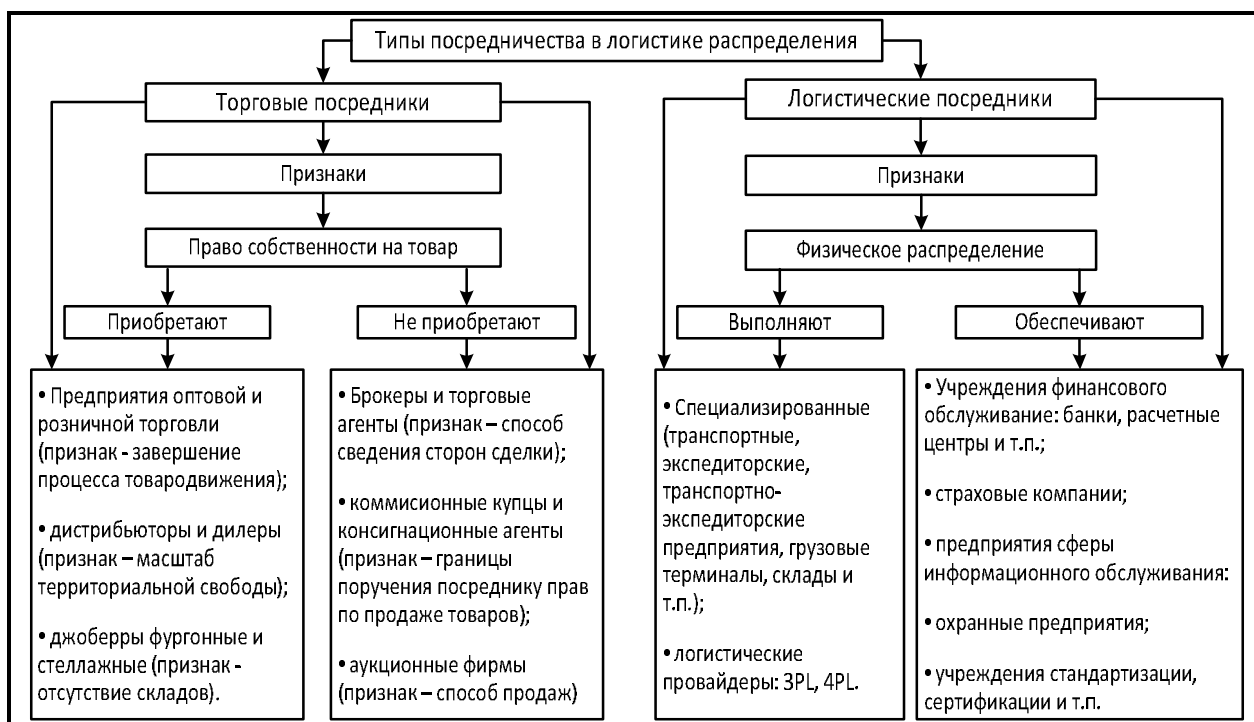 Типы посредничества в логистике распределения
Торговые посредники
Логистические посредники
Признаки
Признаки
Право собственности на товар
Физическое распределение
Приобретают
Не приобретают
Выполняют
Обеспечивают
• Предприятия оптовой и
розничной торговли
(признак - завершение
процесса товародвижения);
• дистрибьюторы и дилеры
(признак – масштаб
территориальной свободы);
• джоберры фургонные и
стеллажные (признак -
отсутствие складов).
• Брокеры и торговые
агенты (признак – способ
сведения сторон сделки);
• коммисионные купцы и
консигнационные агенты
(признак – границы
поручения посреднику прав
по продаже товаров);
• аукционные фирмы
(признак – способ продаж)
• Специализированные
(транспортные,
экспедиторские,
транспортно-
экспедиторские
предприятия, грузовые
терминалы, склады и
т.п.);
• логистические
провайдеры: 3PL, 4PL.
• Учреждения финансового
обслуживание: банки, расчетные
центры и т.п.;
• страховые компании;
• предприятия сферы
информационного обслуживания:
• охранные предприятия;
• учреждения стандартизации,
сертификации и т.п.